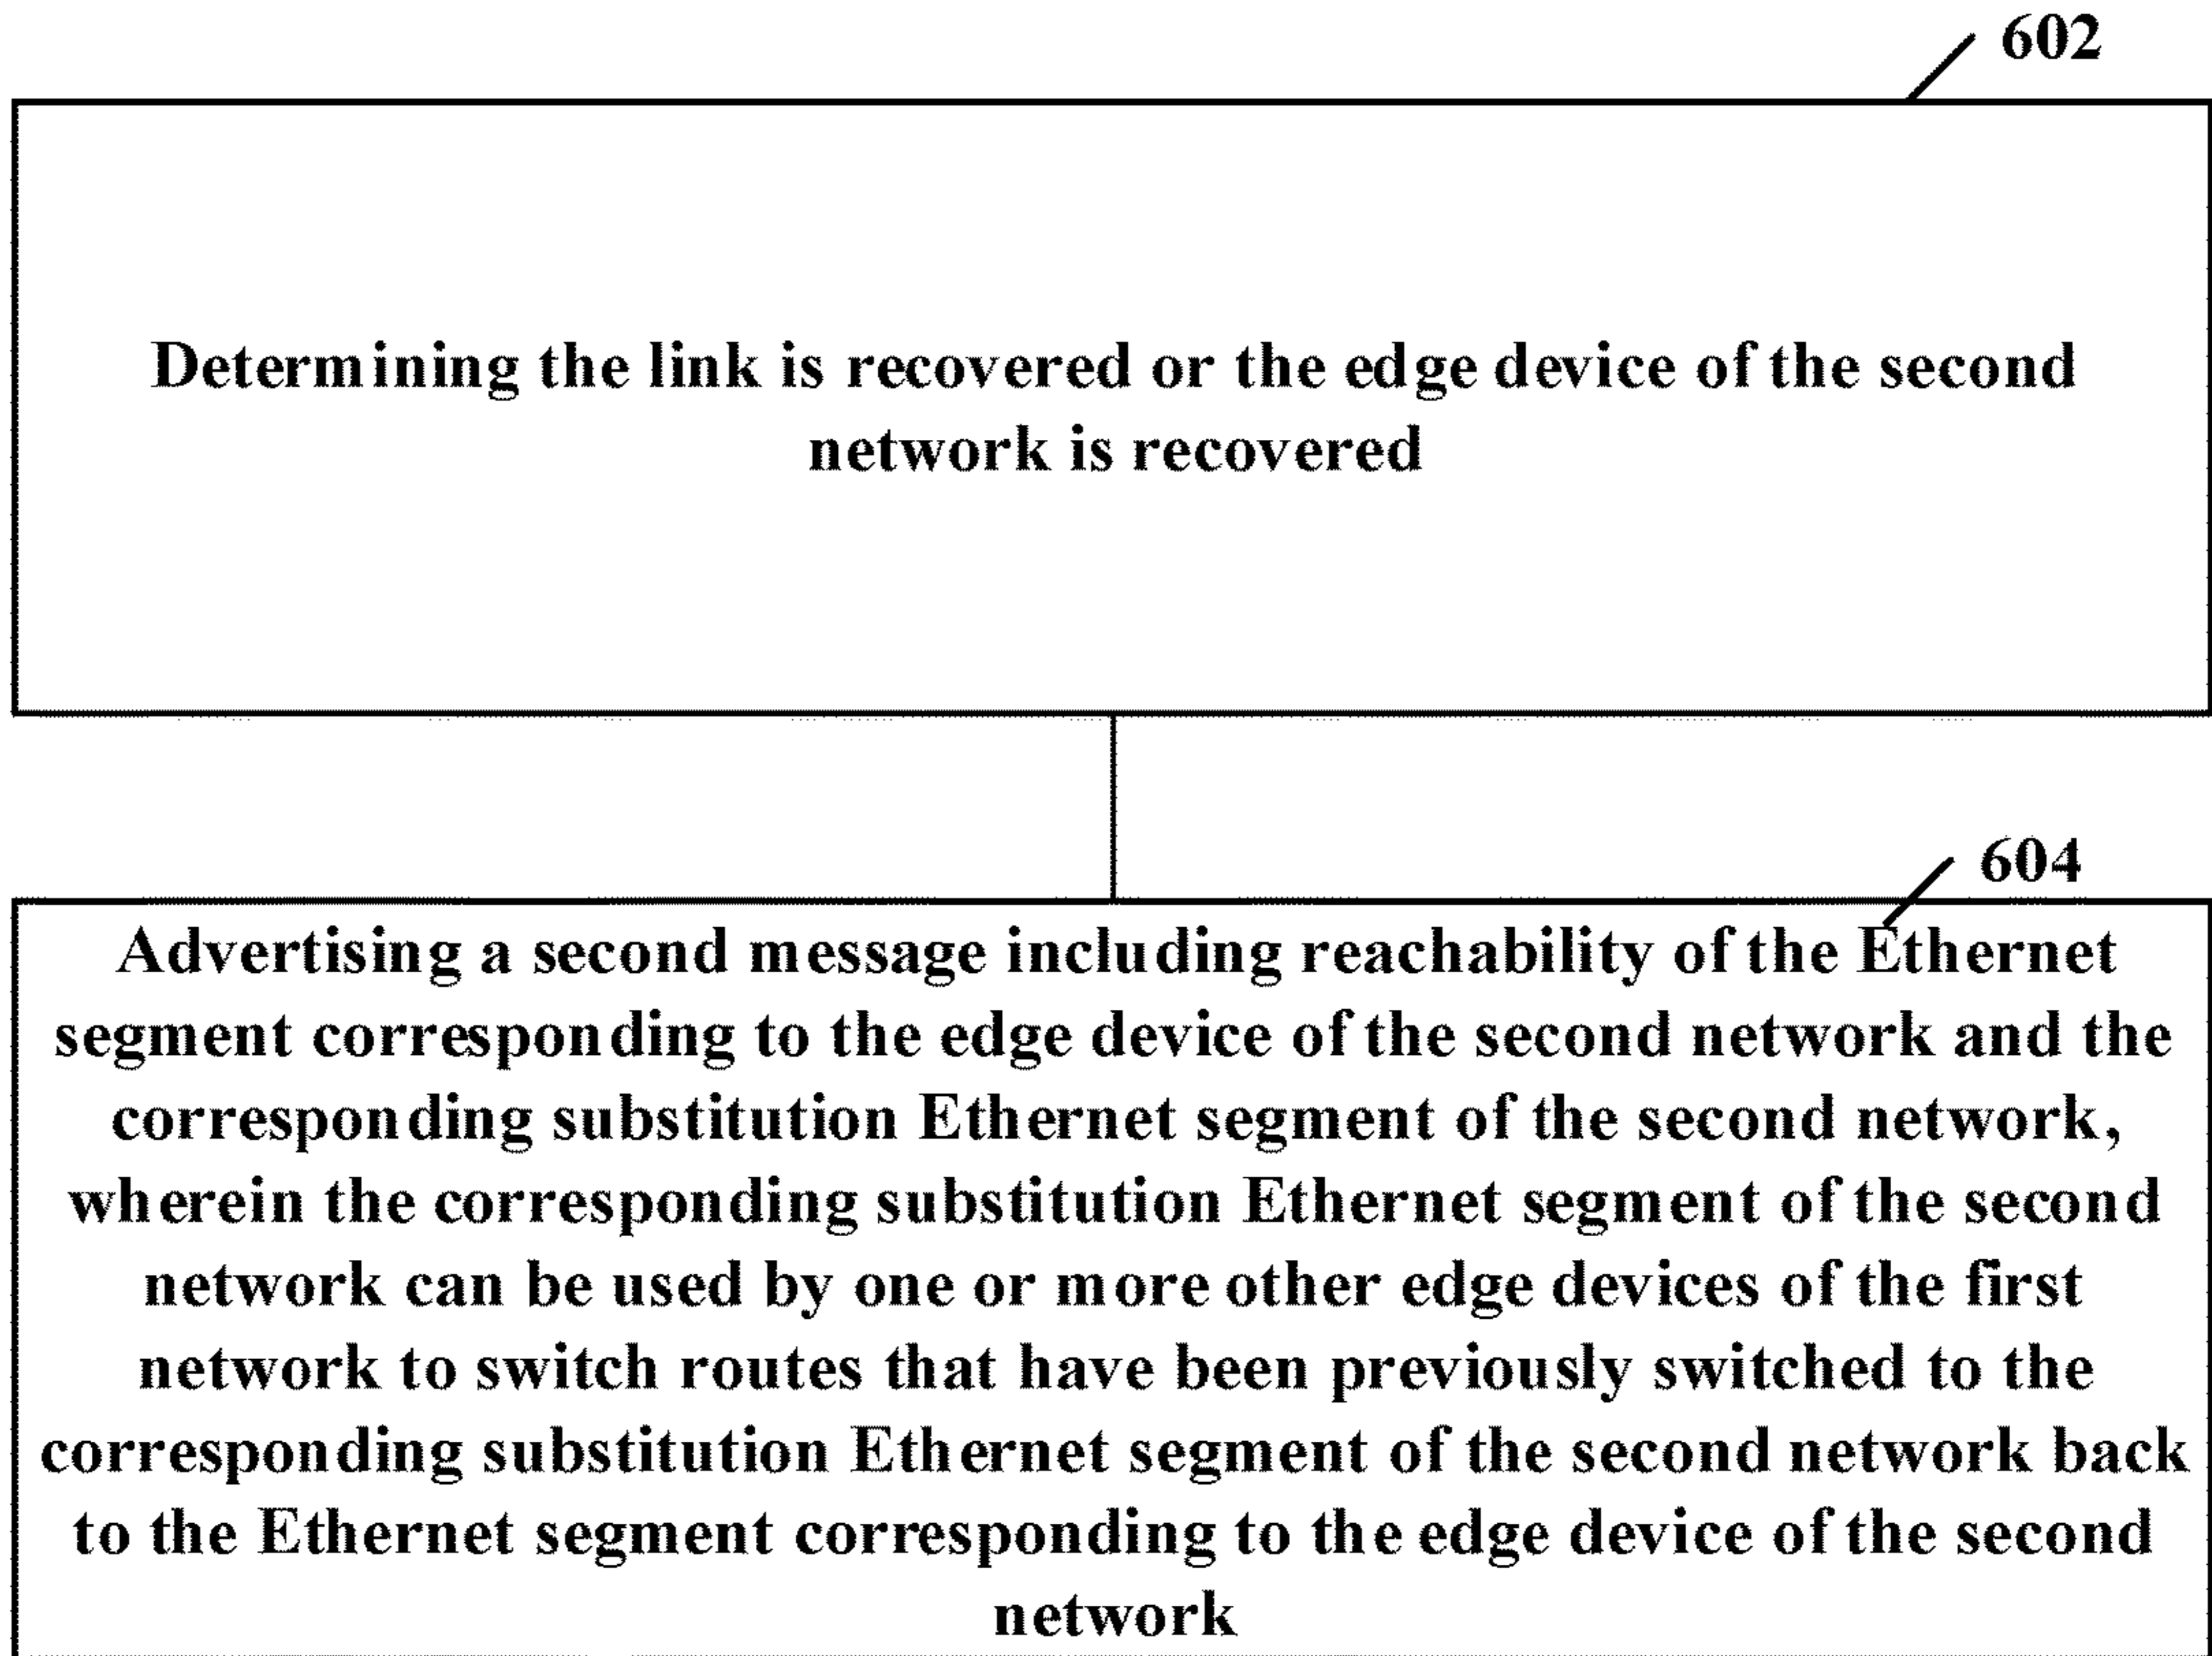 602
Determining the link is recovered or the edge device of the second
network is recovered
604
Advertising a second message including reachability of the Ethernet
segment corresponding to the edge device of the second network and the
corresponding substitution Ethernet segment of the second network,
wherein the corresponding substitution Ethernet segment of the second
network can be used by one or more other edge devices of the first
network to switch routes that have been previously switched to the
corresponding substitution Ethernet segment of the second network back
to the Ethernet segment corresponding to the edge device of the second
network